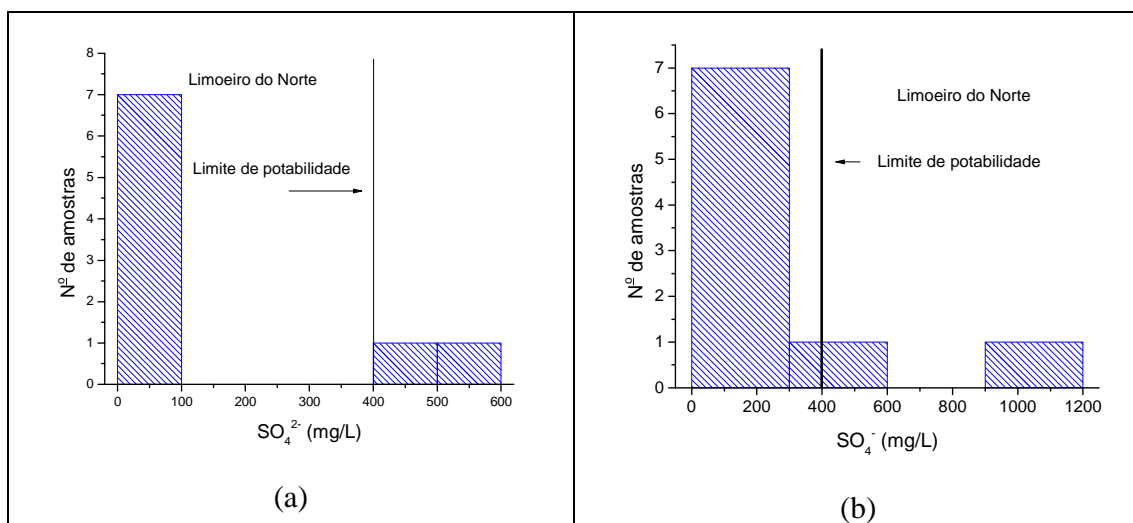 8
7
6
5
4
3
2
1
0
Nº de amostras
Limoeiro do Norte
Limite de potabilidade
0 100 200 300 400 500 600
SO₄²⁻ (mg/L)
(a)
7
6
5
4
3
2
1
0
Nº de amostras
Limoeiro do Norte
Limite de potabilidade
0 200 400 600 800 1000 1200
SO₄⁻ (mg/L)
(b)